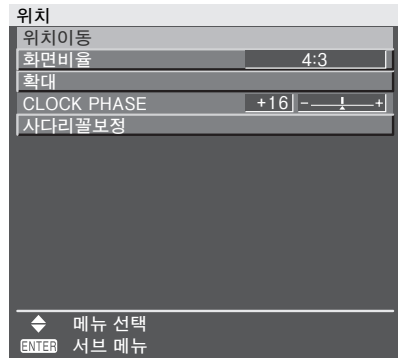 위치
위치이동
화면비율 4:3
확대
CLOCK PHASE +16 - +
사다리꼴보정
메뉴 선택
ENTER 서브 메뉴